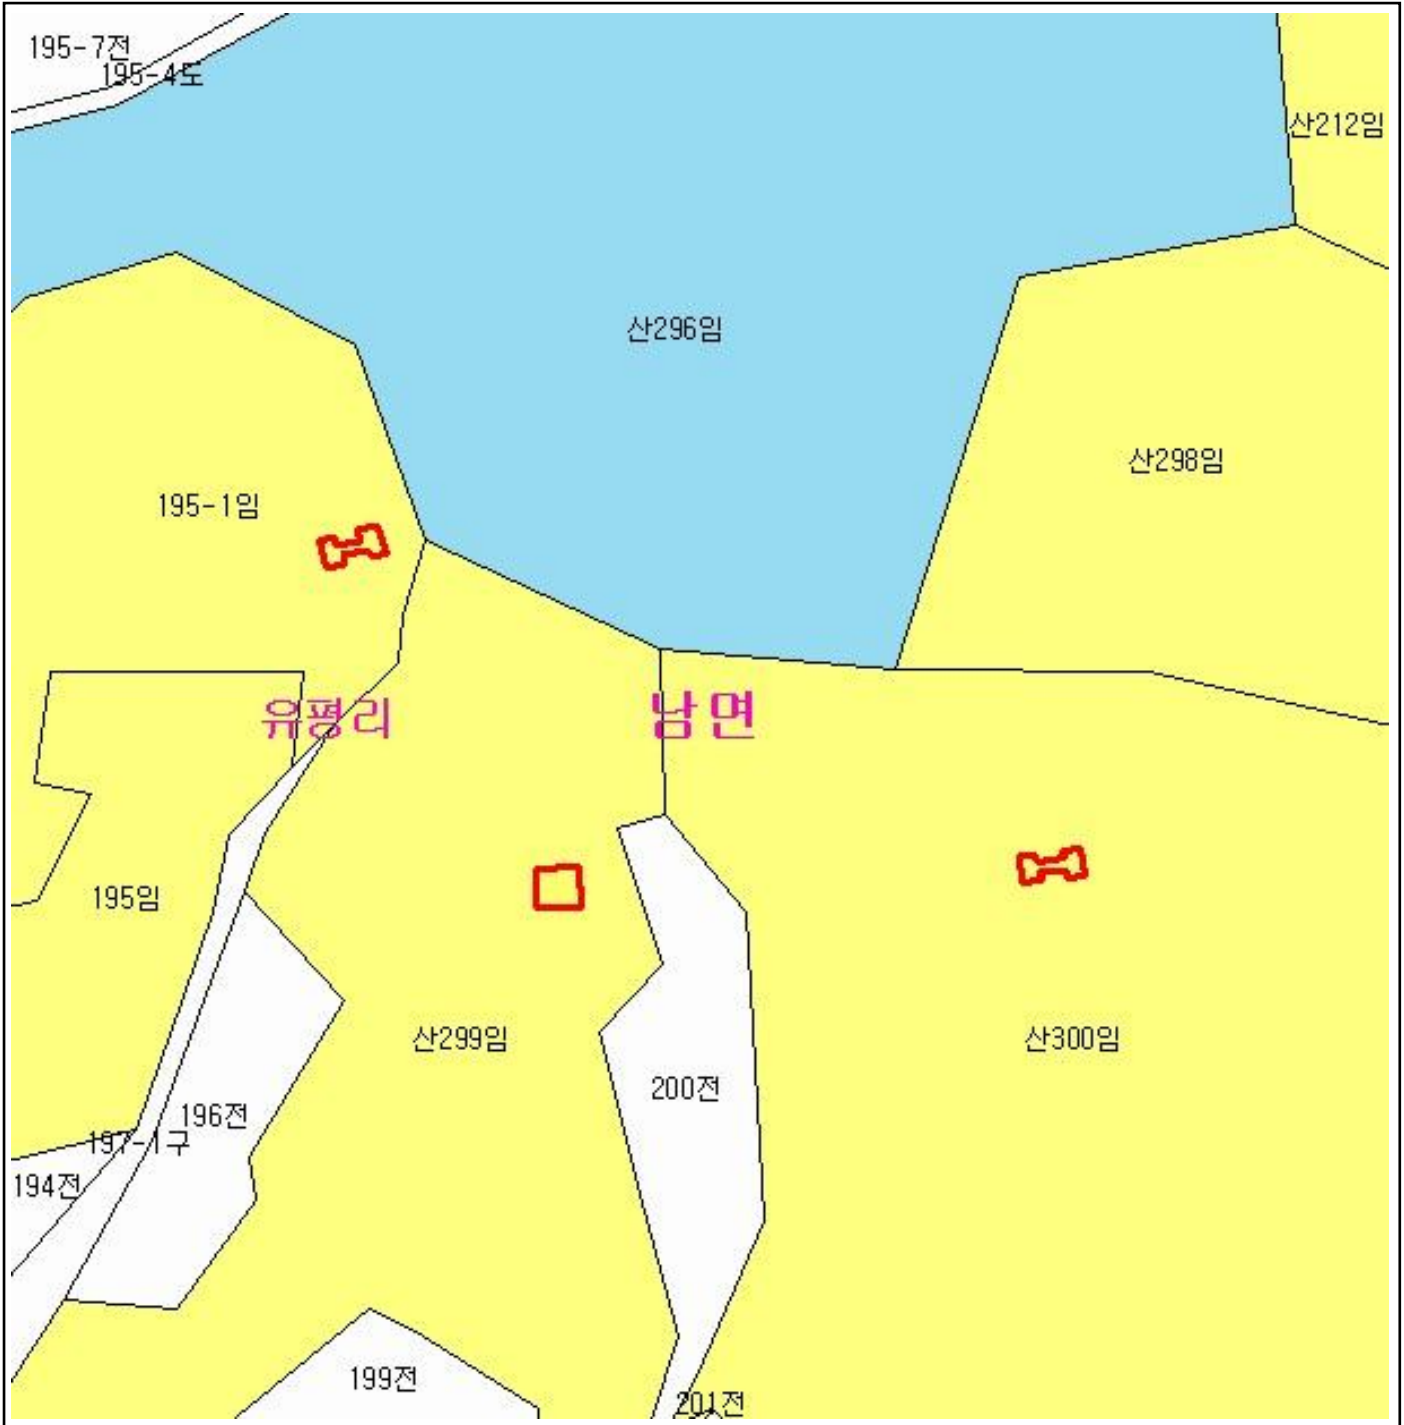 195-7전
195-4도
산212임
산296임
산298임
195-1임
유평리
남면
195임
산299임
산300임
200전
196전
197-1구
194전
199전
201전